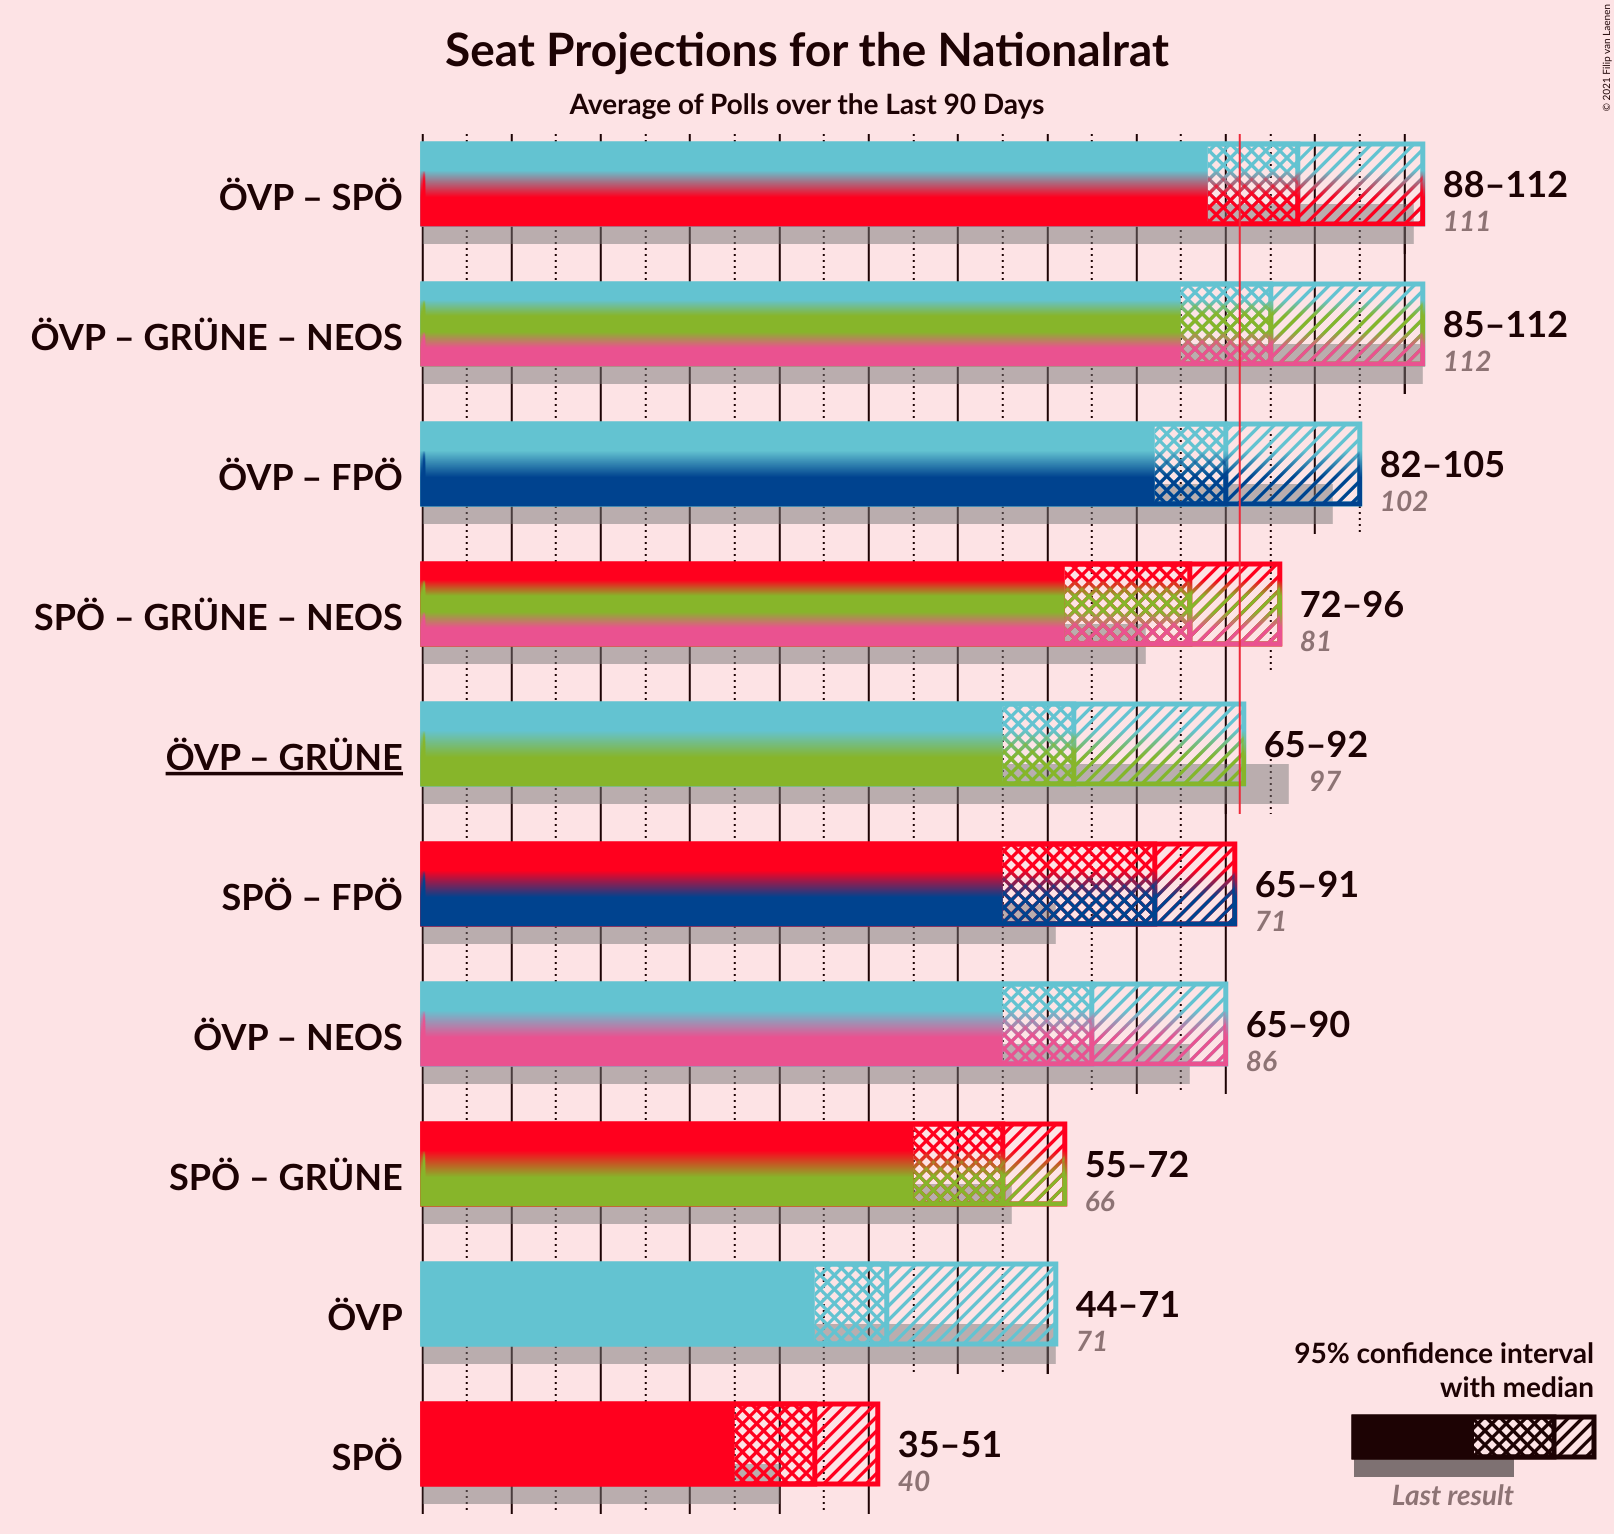 Seat Projections for the Nationalrat
Average of Polls over the Last 90 Days
© 2021 Filip van Laenen
ÖVP – SPÖ
88–112
111
ÖVP – GRÜNE – NEOS
85–112
112
ÖVP – FPÖ
82–105
102
SPÖ – GRÜNE – NEOS
72–96
81
ÖVP – GRÜNE
65–92
97
SPÖ – FPÖ
65–91
71
ÖVP – NEOS
65–90
86
SPÖ – GRÜNE
55–72
66
ÖVP
44–71
71
SPÖ
35–51
40
95% confidence interval
with median
Last result